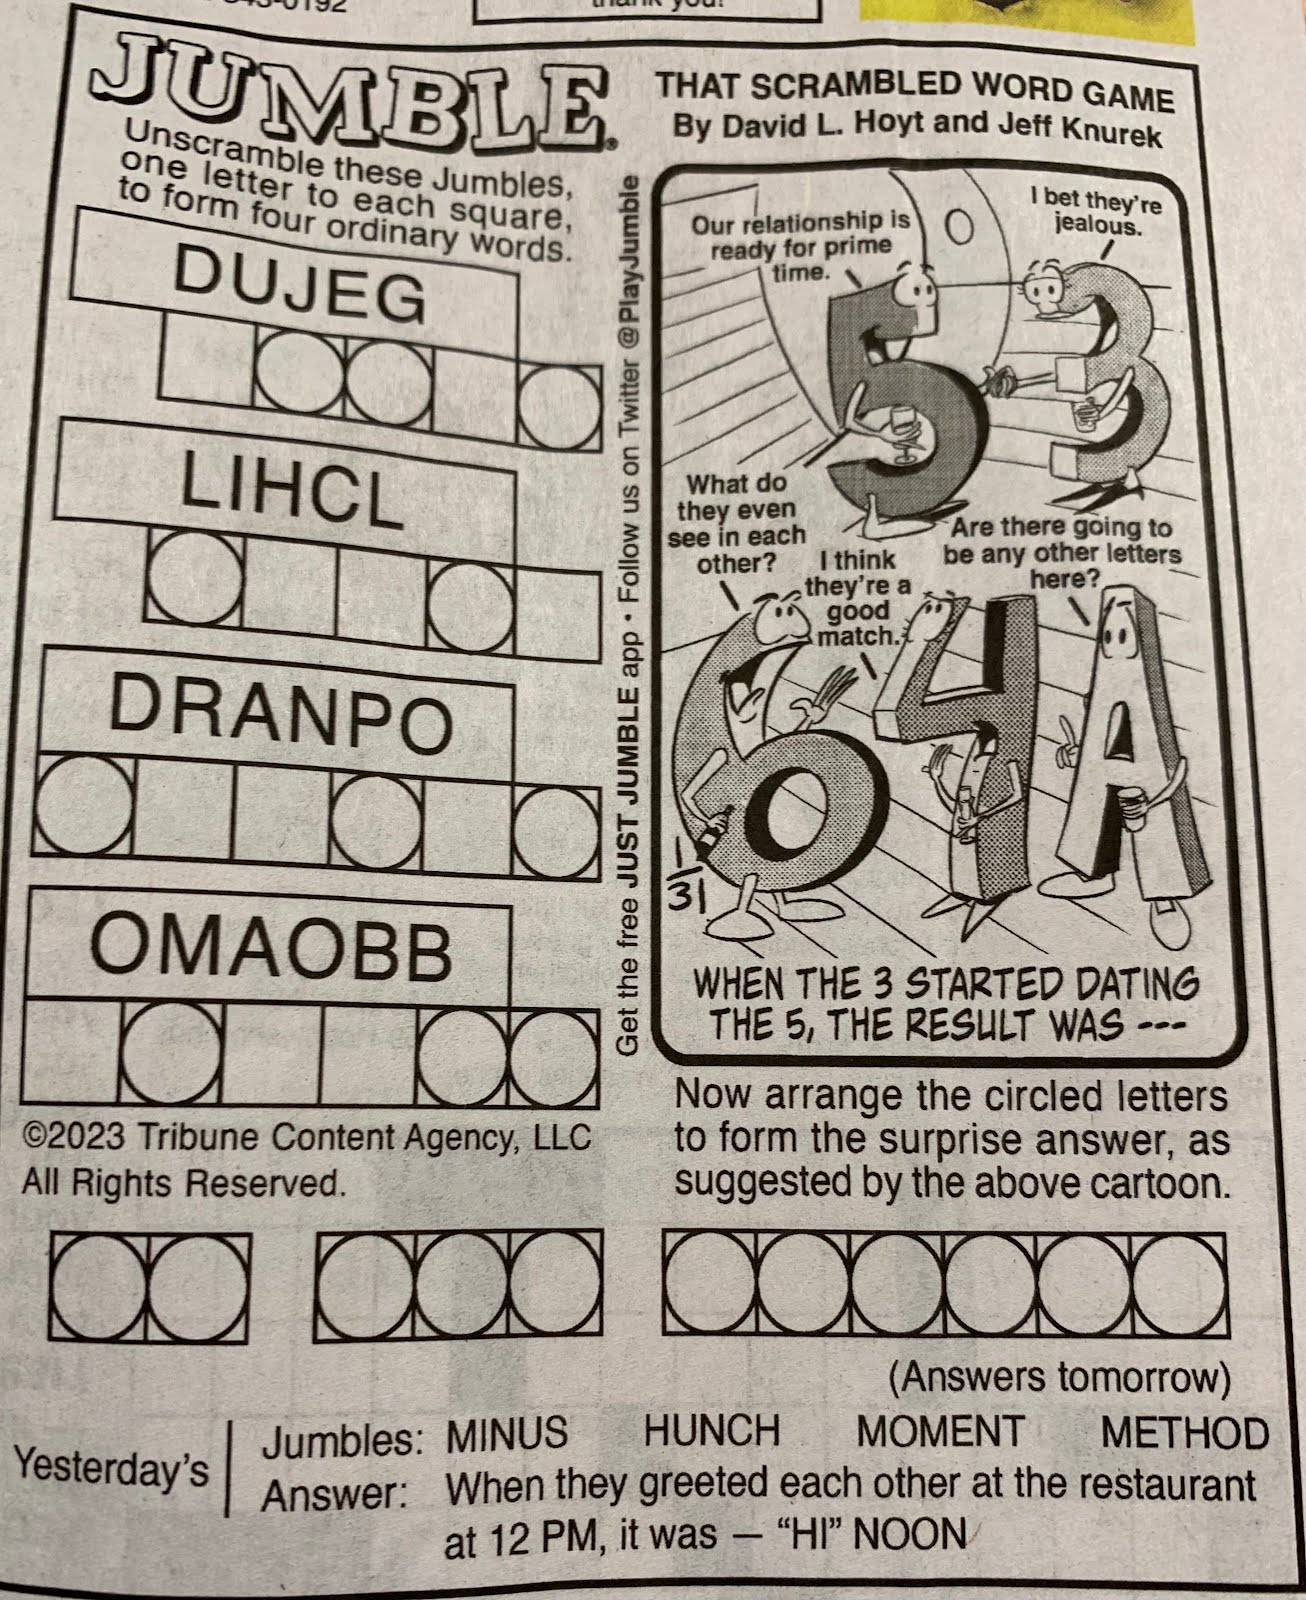 thank you!
JUMBLE®
THAT SCRAMBLED WORD GAME
By David L. Hoyt and Jeff Knurek
Unscramble these Jumbles,
one letter to each square,
to form four ordinary words.
DUJEG
LIHCL
DRANPO
OMAOBB
©2023 Tribune Content Agency, LLC
All Rights Reserved.
Get the free JUST JUMBLE app • Follow us on Twitter @PlayJumble
Our relationship is
ready for prime
time.
I bet they're
jealous.
What do
they even
see in each
other?
I think
they're a
good
match.
Are there going to
be any other letters
here?
1/31
WHEN THE 3 STARTED DATING
THE 5, THE RESULT WAS ---
Now arrange the circled letters
to form the surprise answer, as
suggested by the above cartoon.
(Answers tomorrow)
Yesterday's
Jumbles: MINUS HUNCH MOMENT METHOD
Answer: When they greeted each other at the restaurant
at 12 PM, it was — "HI" NOON